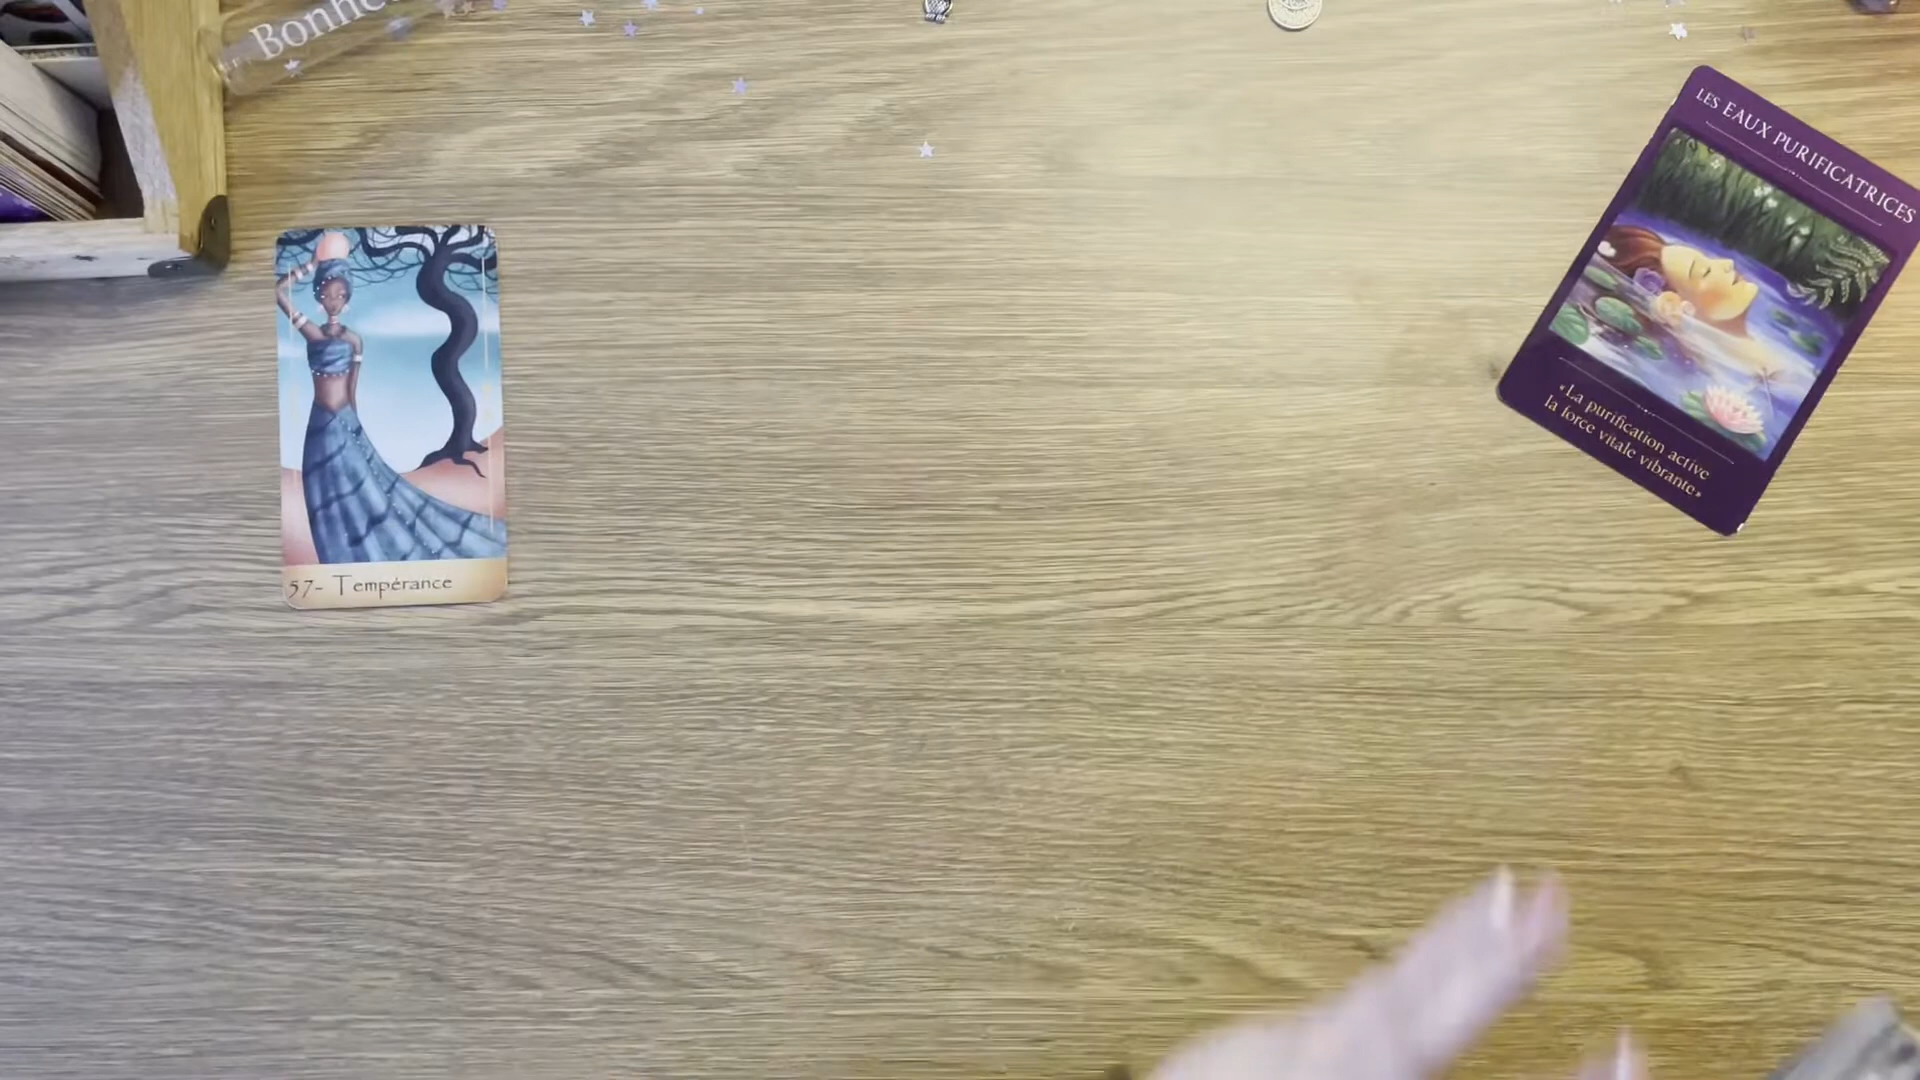 Bonhe
LES EAUX PURIFICATRICES
«La purification active
la force vitale vibrante»
57- Tempérance